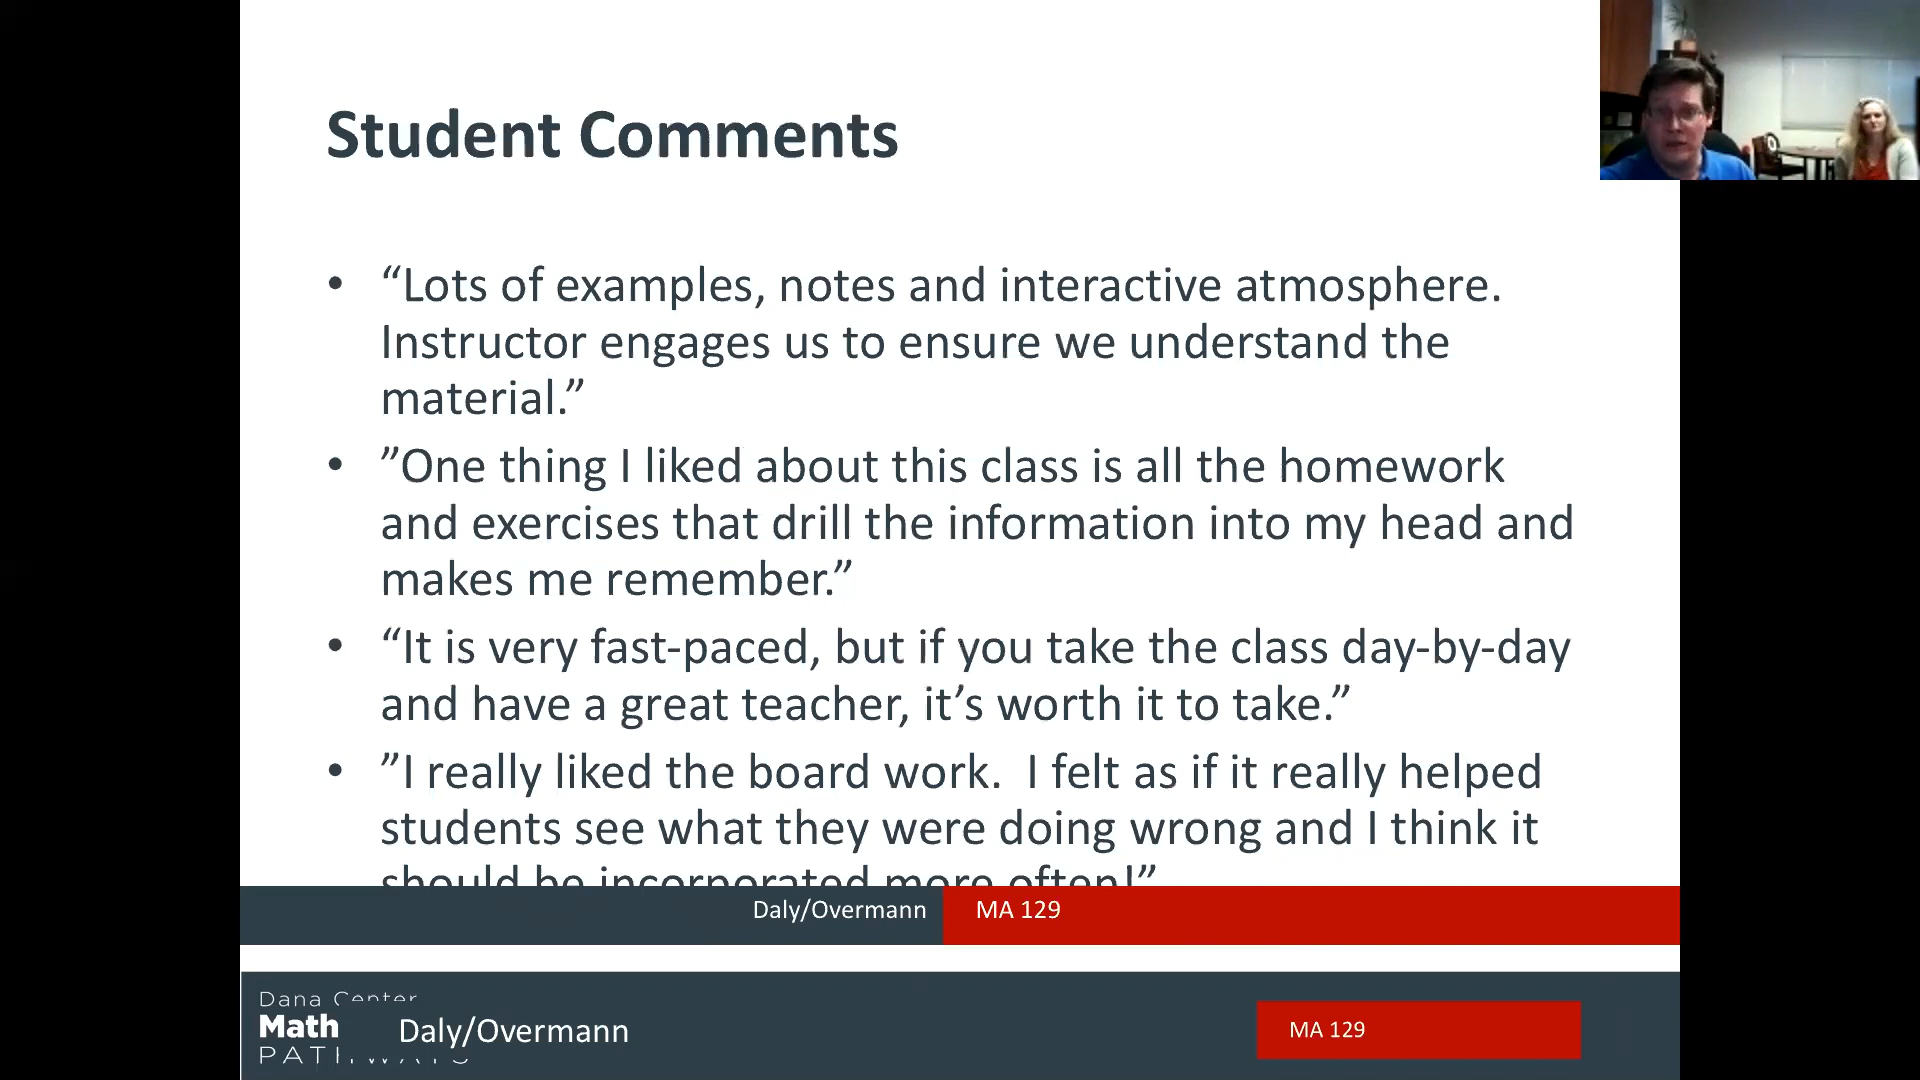 Student Comments
• “Lots of examples, notes and interactive atmosphere.
Instructor engages us to ensure we understand the
material.”
• ”One thing I liked about this class is all the homework
and exercises that drill the information into my head and
makes me remember.”
• “It is very fast-paced, but if you take the class day-by-day
and have a great teacher, it’s worth it to take.”
• ”I really liked the board work.  I felt as if it really helped
students see what they were doing wrong and I think it
should be incorporated more often!”
Daly/Overmann MA 129
Dana Center
Math Daly/Overmann MA 129
PATHWAYS